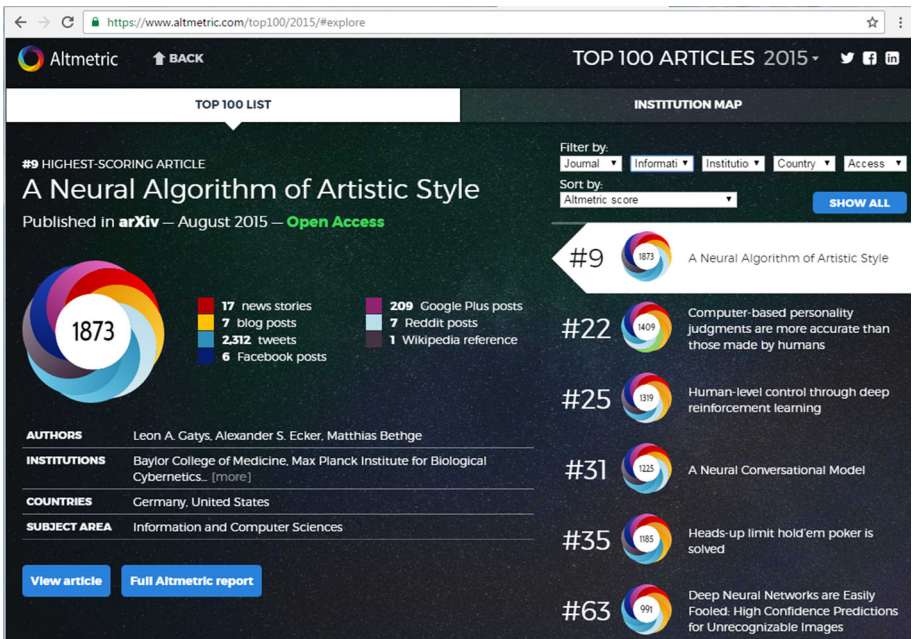 https://www.altmetric.com/top100/2015/#explore
Altmetric BACK TOP 100 ARTICLES 2015
TOP 100 LIST INSTITUTION MAP
#9 HIGHEST-SCORING ARTICLE
A Neural Algorithm of Artistic Style
Published in arXiv — August 2015 — Open Access
1873
17 news stories
7 blog posts
2,312 tweets
6 Facebook posts
209 Google Plus posts
7 Reddit posts
1 Wikipedia reference
AUTHORS Leon A. Gatys, Alexander S. Ecker, Matthias Bethge
INSTITUTIONS Baylor College of Medicine, Max Planck Institute for Biological
Cybernetics... [more]
COUNTRIES Germany, United States
SUBJECT AREA Information and Computer Sciences
View article Full Altmetric report
Filter by:
Journal Informati Institutio Country Access
Sort by:
Altmetric score SHOW ALL
#9 1873 A Neural Algorithm of Artistic Style
#22 1409 Computer-based personality
judgments are more accurate than
those made by humans
#25 1319 Human-level control through deep
reinforcement learning
#31 1225 A Neural Conversational Model
#35 1185 Heads-up limit hold'em poker is
solved
#63 991 Deep Neural Networks are Easily
Fooled: High Confidence Predictions
for Unrecognizable Images